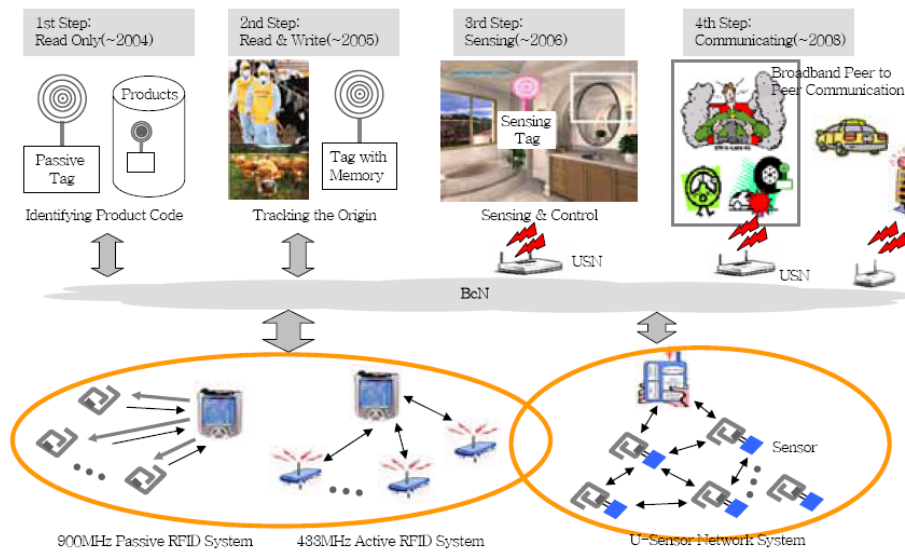 1st Step:
Read Only(~2004)
2nd Step:
Read & Write(~2005)
3rd Step:
Sensing(~2006)
4th Step:
Communicating(~2008)
Products
Passive
Tag
Tag with
Memory
Sensing
Tag
Broadband Peer to
Peer Communication
Identifying Product Code
Tracking the Origin
Sensing & Control
USN
USN
BcN
Sensor
900MHz Passive RFID System
433MHz Active RFID System
U-Sensor Network System